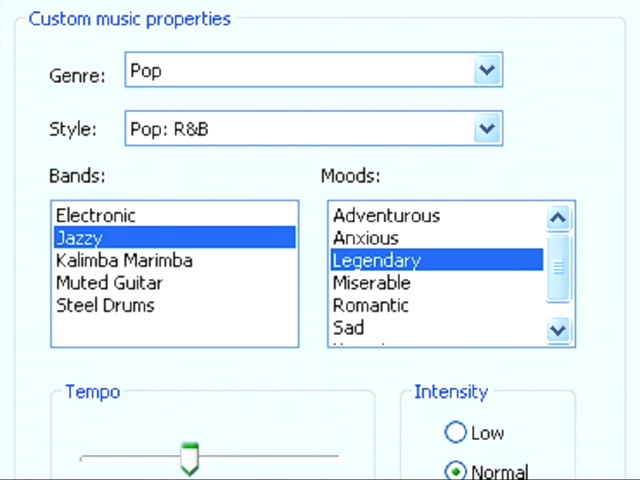 Custom music properties
Genre: Pop
Style: Pop: R&B
Bands: Moods:
Electronic Adventurous
Jazzy Anxious
Kalimba Marimba Legendary
Muted Guitar Miserable
Steel Drums Romantic
Sad
Tempo Intensity
Low
Normal